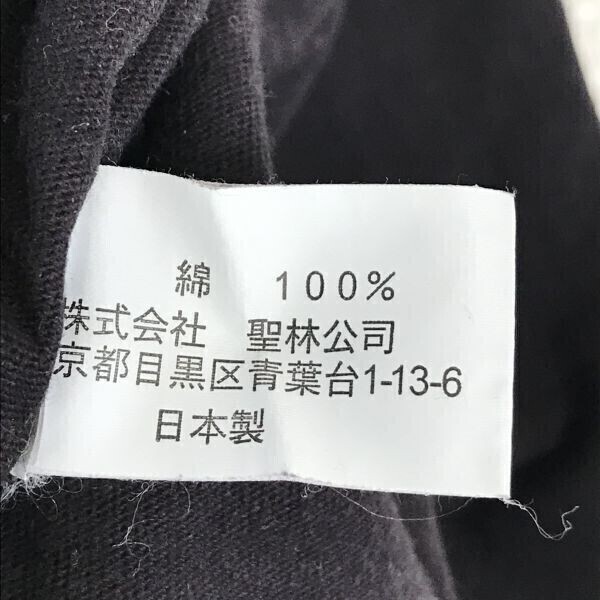 綿 100%
株式会社 聖林公司
京都目黒区青葉台1-13-6
日本製